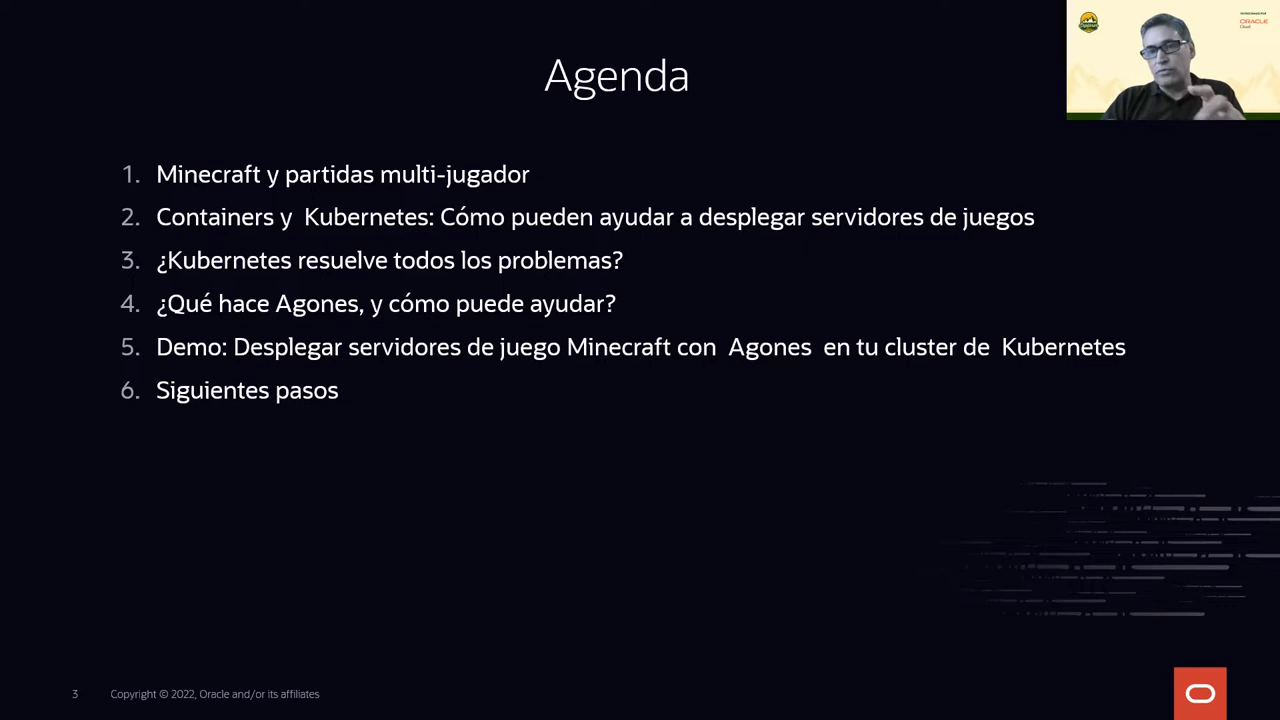 Agenda
1. Minecraft y partidas multi-jugador
2. Containers y Kubernetes: Cómo pueden ayudar a desplegar servidores de juegos
3. ¿Kubernetes resuelve todos los problemas?
4. ¿Qué hace Agones, y cómo puede ayudar?
5. Demo: Desplegar servidores de juego Minecraft con Agones en tu cluster de Kubernetes
6. Siguientes pasos
3 Copyright © 2022, Oracle and/or its affiliates
ORACLE
Cloud